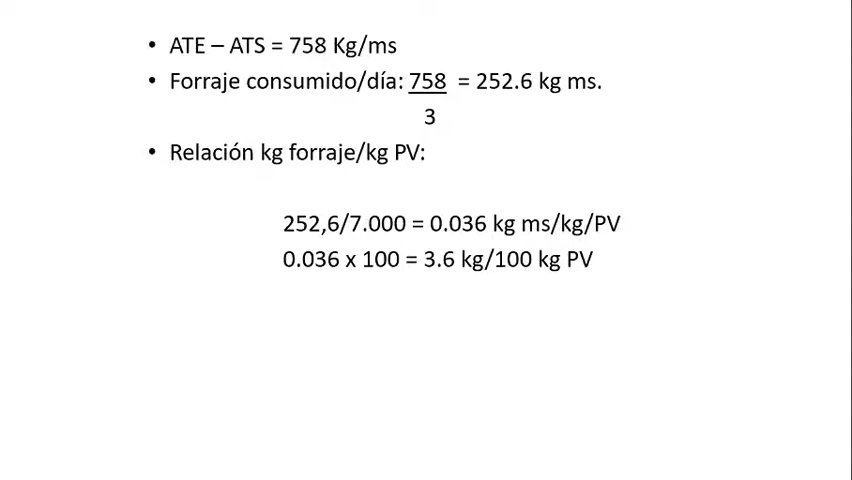 • ATE – ATS = 758 Kg/ms
• Forraje consumido/día: 758 = 252.6 kg ms.
3
• Relación kg forraje/kg PV:
252,6/7.000 = 0.036 kg ms/kg/PV
0.036 x 100 = 3.6 kg/100 kg PV